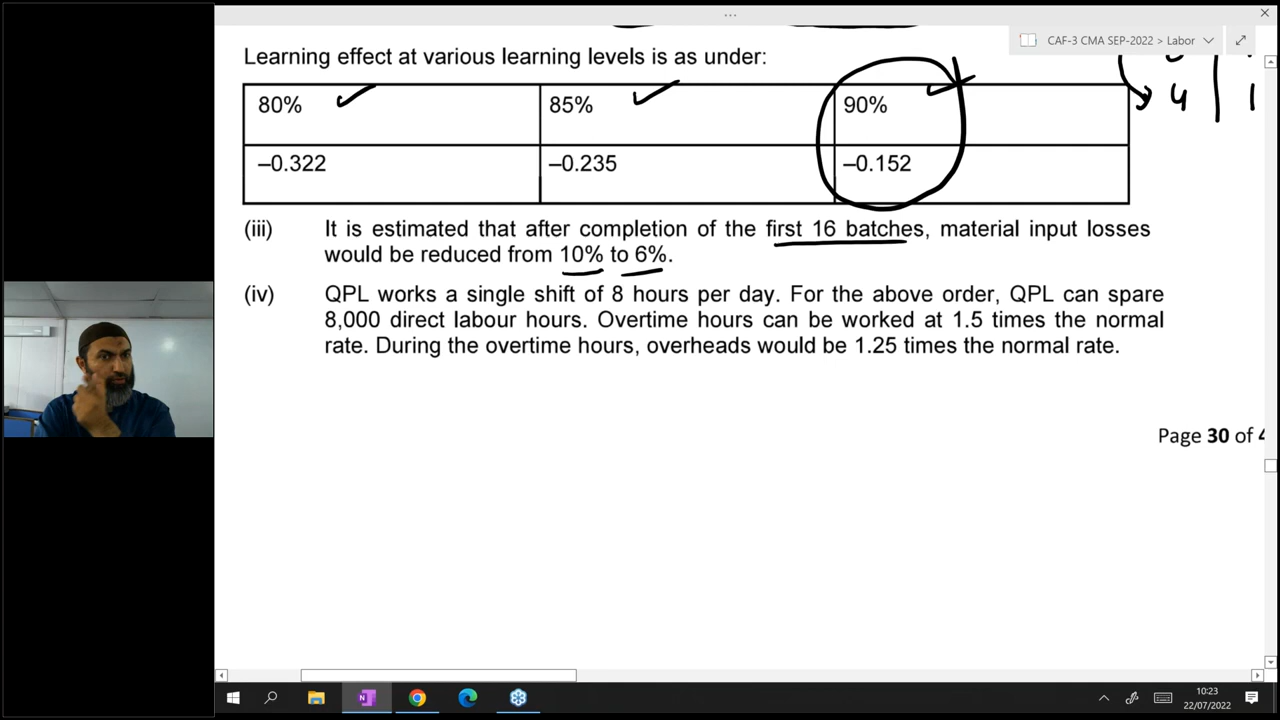 CAF-3 CMA SEP-2022 > Labor
Learning effect at various learning levels is as under:
80% 85% 90%
–0.322 –0.235 –0.152
4 1
(iii) It is estimated that after completion of the first 16 batches, material input losses
would be reduced from 10% to 6%.
(iv) QPL works a single shift of 8 hours per day. For the above order, QPL can spare
8,000 direct labour hours. Overtime hours can be worked at 1.5 times the normal
rate. During the overtime hours, overheads would be 1.25 times the normal rate.
Page 30 of 4
10:23
22/07/2022